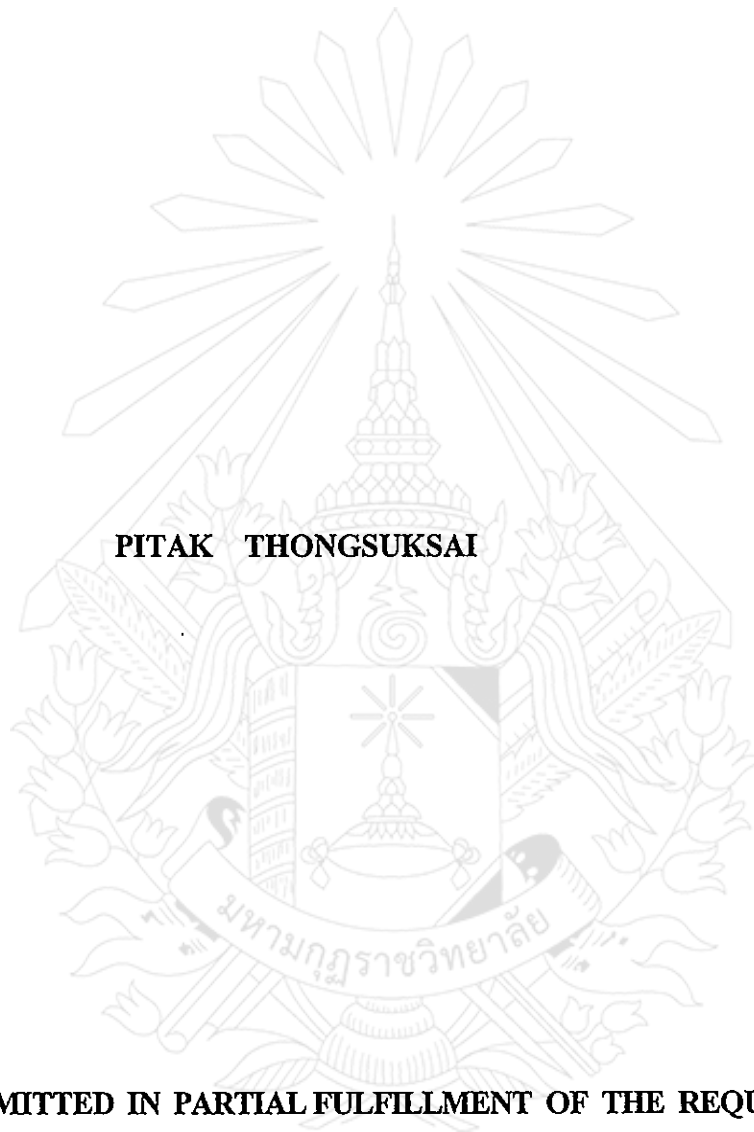 PITAK THONGSUKSAI
มหามกุฏราชวิทยาลัย
MITTED IN PARTIAL FULFILLMENT OF THE REQU